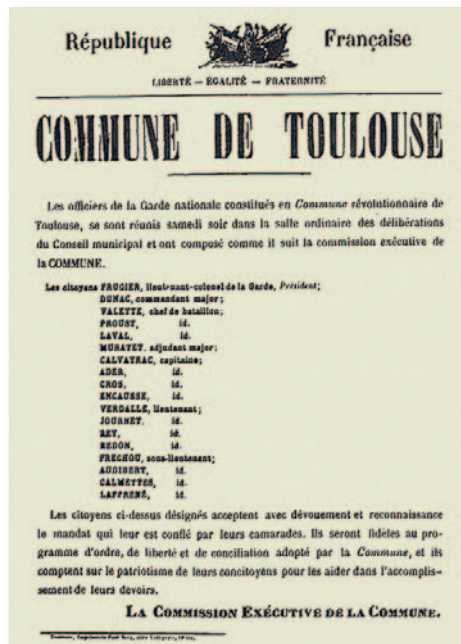 République Française
LIBERTÉ — ÉGALITÉ — FRATERNITÉ
COMMUNE DE TOULOUSE
Les officiers de la Garde nationale constitués en Commune révolutionnaire de
Toulouse, se sont réunis samedi soir dans la salle ordinaire des délibérations
du Conseil municipal et ont composé comme il suit la commission exécutive de
la COMMUNE.
Les citoyens FRUGIER, lieutenant-colonel de la Garde, Président;
DUNAC, commandant major;
VALETTE, chef de bataillon;
PROUST, id.
LAVAL, id.
MURATET, adjudant major;
CALVAYRAC, capitaine;
ADER, id.
CROS, id.
ENCAUSSE, id.
VERDALLE, lieutenant;
JOURNET, id.
REY, id.
REDON, id.
FRECHOU, sous-lieutenant;
AUDIBERT, id.
CALMETTES, id.
LAFFRENÉ, id.
Les citoyens ci-dessus désignés acceptent avec dévouement et reconnaissance
le mandat qui leur est confié par leurs camarades. Ils seront fidèles au pro-
gramme d'ordre, de liberté et de conciliation adopté par la Commune, et ils
comptent sur le patriotisme de leurs concitoyens pour les aider dans l'accomplis-
sement de leurs devoirs.
LA COMMISSION EXÉCUTIVE DE LA COMMUNE.
Toulouse, Imprimerie